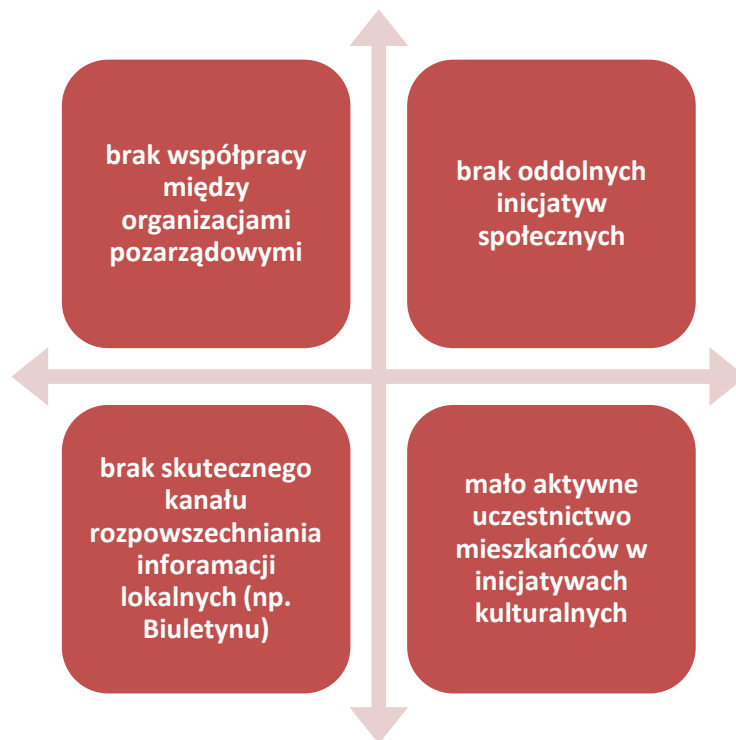 brak współpracy
między
organizacjami
pozarządowymi
brak oddolnych
inicjatyw
społecznych
brak skutecznego
kanału
rozpowszechniania
inforamacji
lokalnych (np.
Biuletynu)
mało aktywne
uczestnictwo
mieszkańców w
inicjatywach
kulturalnych